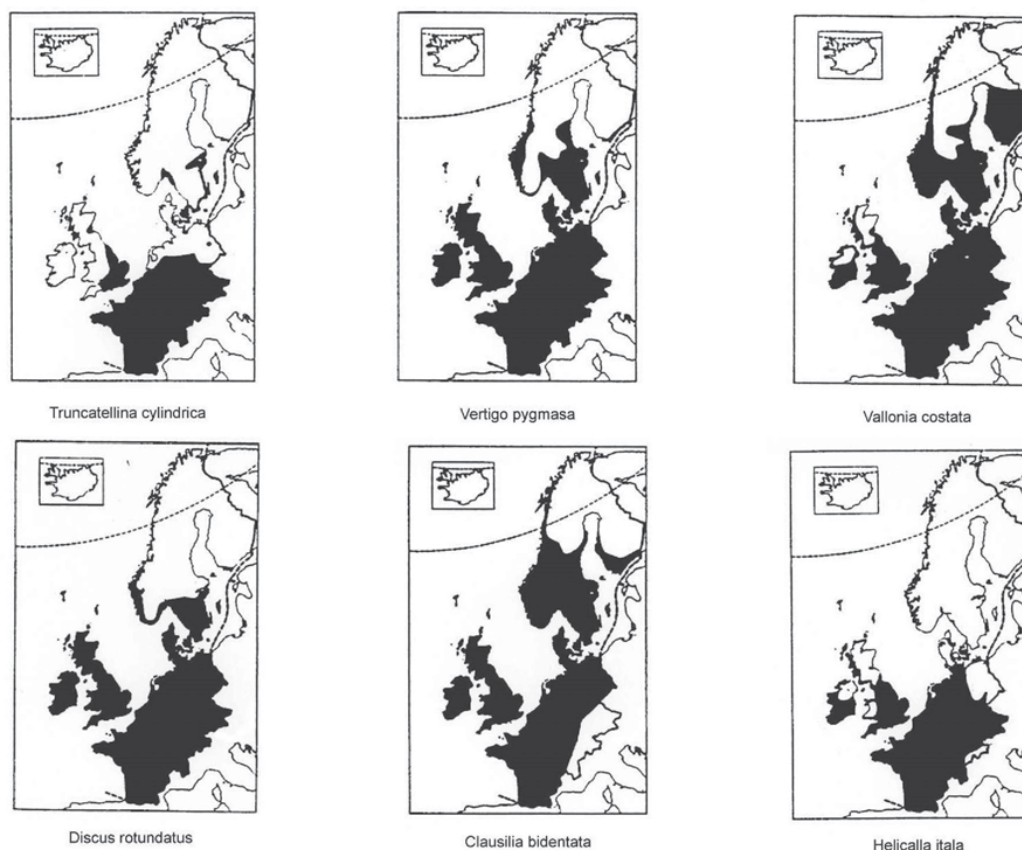 Truncatellina cylindrica
Vertigo pygmasa
Vallonia costata
Discus rotundatus
Clausilia bidentata
Helicalla itala